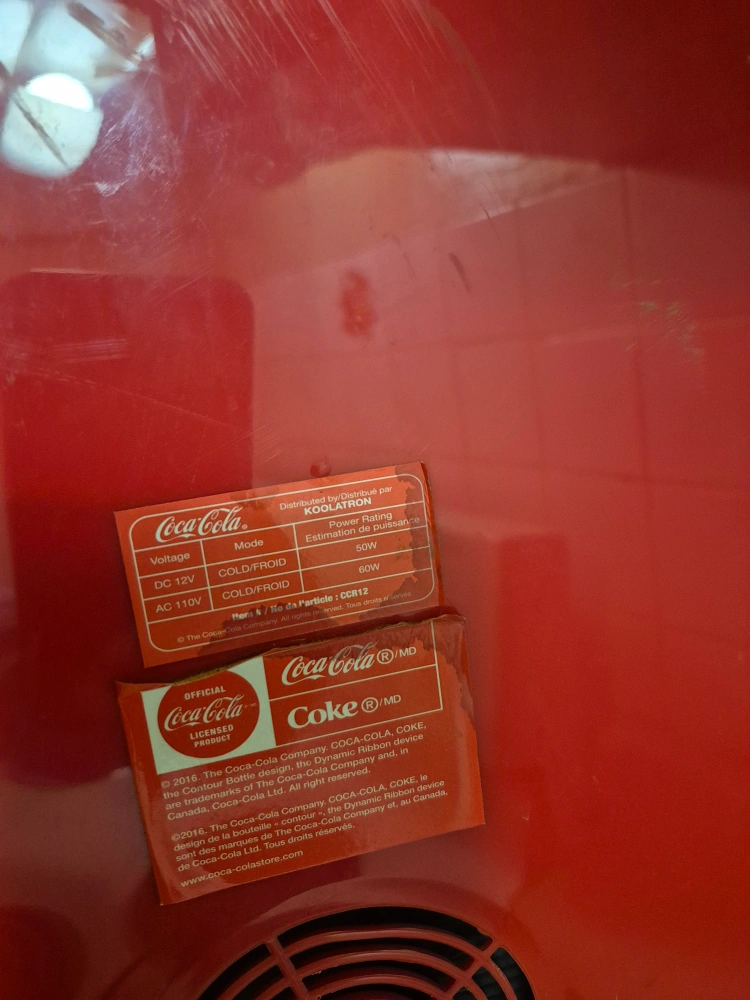 Coca-Cola®
Distributed by/Distribué par
KOOLATRON
Voltage Mode Power Rating
Estimation de puissance
DC 12V COLD/FROID 50W
AC 110V COLD/FROID 60W
Item # / No de l'article : CCR12
© The Coca-Cola Company. All rights reserved. Tous droits réservés.
OFFICIAL
Coca-Cola
LICENSED
PRODUCT
Coca-Cola ®/MD
Coke ®/MD
© 2016. The Coca-Cola Company. COCA-COLA, COKE,
the Contour Bottle design, the Dynamic Ribbon device
are trademarks of The Coca-Cola Company and, in
Canada, Coca-Cola Ltd. All right reserved.
©2016. The Coca-Cola Company. COCA-COLA, COKE, le
design de la bouteille « contour », the Dynamic Ribbon device
sont des marques de The Coca-Cola Company et, au Canada,
de Coca-Cola Ltd. Tous droits réservés.
www.coca-colastore.com